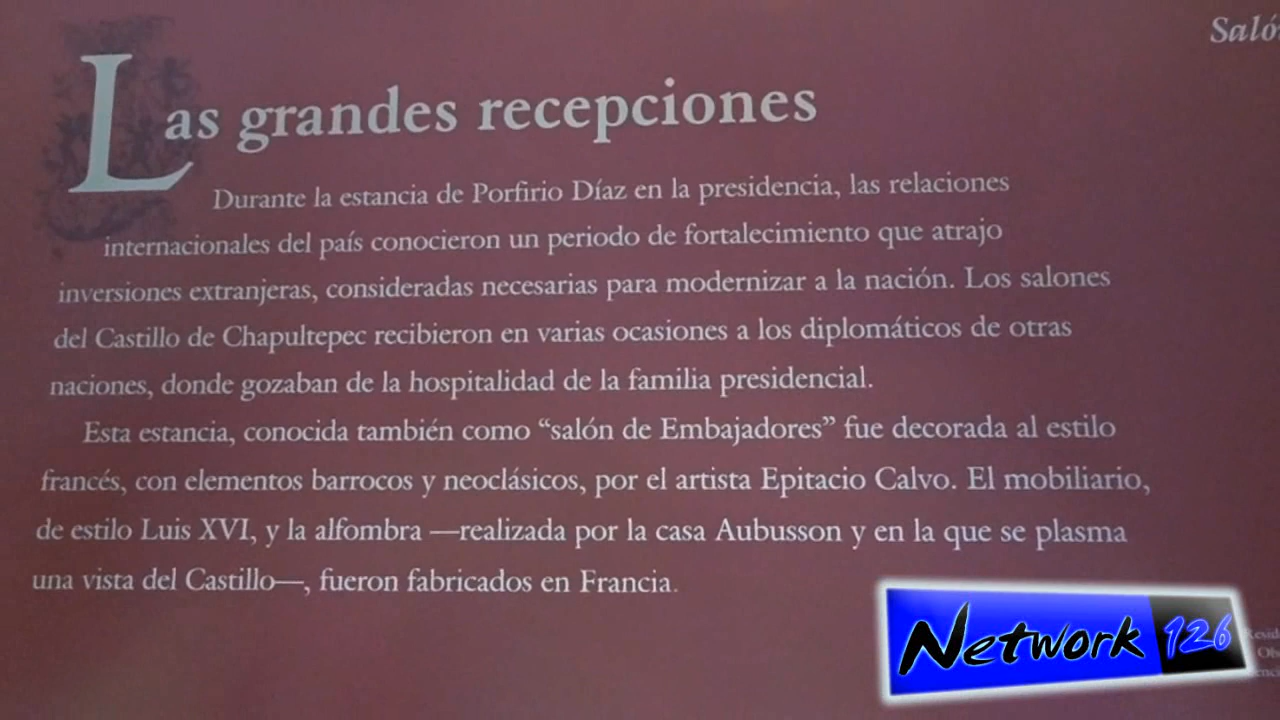 Las grandes recepciones
Durante la estancia de Porfirio Díaz en la presidencia, las relaciones
internacionales del país conocieron un periodo de fortalecimiento que atrajo
inversiones extranjeras, consideradas necesarias para modernizar a la nación. Los salones
del Castillo de Chapultepec recibieron en varias ocasiones a los diplomáticos de otras
naciones, donde gozaban de la hospitalidad de la familia presidencial.
Esta estancia, conocida también como “salón de Embajadores” fue decorada al estilo
francés, con elementos barrocos y neoclásicos, por el artista Epitacio Calvo. El mobiliario,
de estilo Luis XVI, y la alfombra —realizada por la casa Aubusson y en la que se plasma
una vista del Castillo—, fueron fabricados en Francia.
Network 126